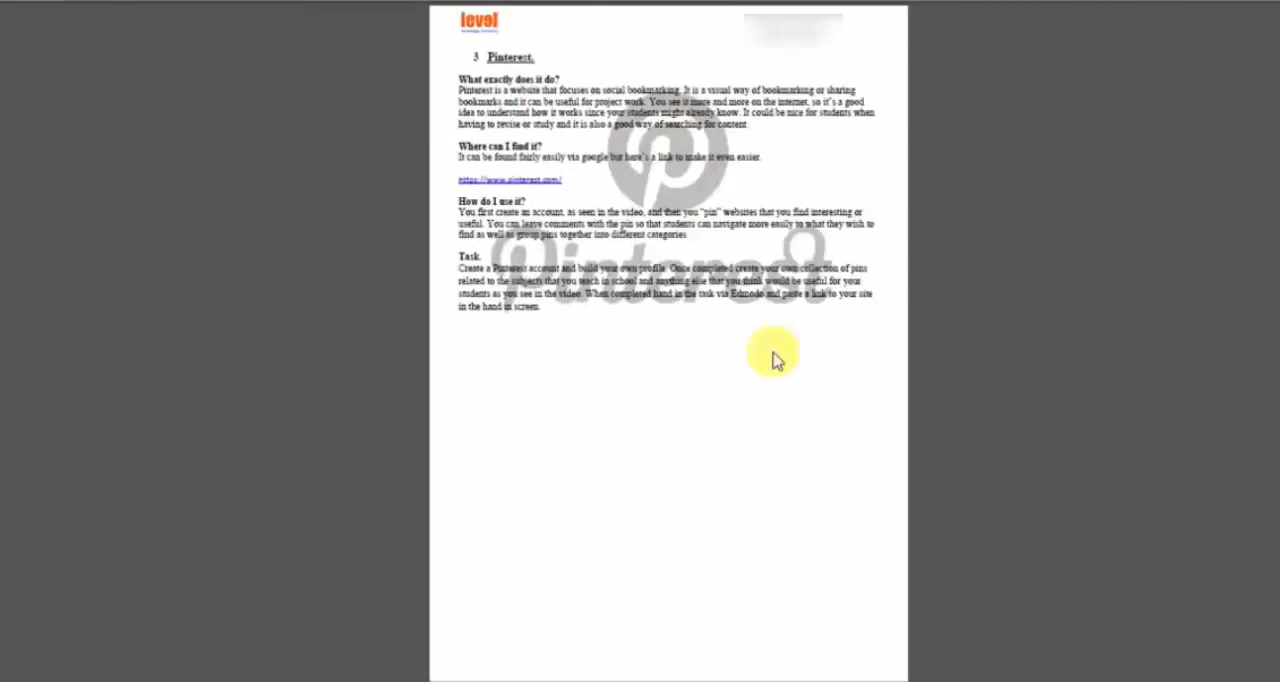 level
3 Pinterest.
What exactly does it do?
Pinterest is a website that focuses on social bookmarking. It is a visual way of bookmarking or sharing
bookmarks and it can be useful for project work. You see it more and more on the internet, so it's a good
idea to understand how it works since your students might already know. It could be nice for students when
having to revise or study and it is also a good way of searching for content.
Where can I find it?
It can be found fairly easily via google but here's a link to make it even easier.
https://www.pinterest.com/
How do I use it?
You first create an account, as seen in the video, and then you "pin" websites that you find interesting or
useful. You can leave comments with the pin so that students can navigate more easily to what they wish to
find as well as group pins together into different categories.
Task.
Create a Pinterest account and build your own profile. Once completed create your own collection of pins
related to the subjects that you teach in school and anything else that you think would be useful for your
students as you see in the video. When completed hand in the task via Edmodo and paste a link to your site
in the hand in screen.
Pinterest